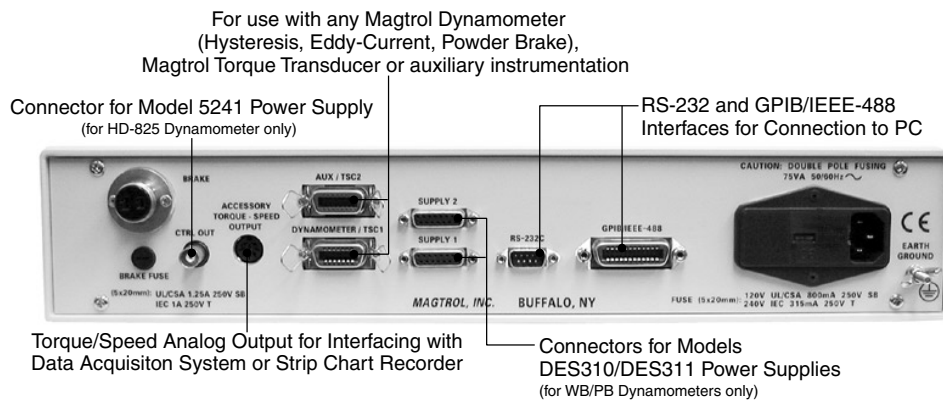 For use with any Magtrol Dynamometer
(Hysteresis, Eddy-Current, Powder Brake),
Magtrol Torque Transducer or auxiliary instrumentation
Connector for Model 5241 Power Supply
(for HD-825 Dynamometer only)
RS-232 and GPIB/IEEE-488
Interfaces for Connection to PC
BRAKE
AUX / TSC2
CAUTION: DOUBLE POLE FUSING
75VA 50/60Hz
ACCESSORY
TORQUE - SPEED
OUTPUT
CTRL OUT
SUPPLY 2
DYNAMOMETER / TSC1
SUPPLY 1
RS-232C
GPIB/IEEE-488
CE
EARTH
GROUND
BRAKE FUSE
(5x20mm): UL/CSA 1.25A 250V SB
IEC 1A 250V T
MAGTROL, INC. BUFFALO, NY
FUSE (5x20mm): 120V UL/CSA 800mA 250V SB
240V IEC 315mA 250V T
Torque/Speed Analog Output for Interfacing with
Data Acquisiton System or Strip Chart Recorder
Connectors for Models
DES310/DES311 Power Supplies
(for WB/PB Dynamometers only)